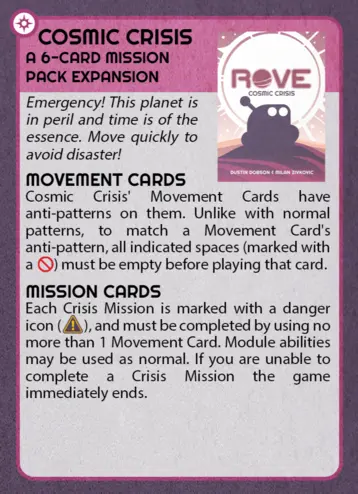 COSMIC CRISIS
A 6-CARD MISSION
PACK EXPANSION
Emergency! This planet is
in peril and time is of the
essence. Move quickly to
avoid disaster!
ROVE
COSMIC CRISIS
DUSTIN DOBSON & MILAN ZIVKOVIC
MOVEMENT CARDS
Cosmic Crisis' Movement Cards have
anti-patterns on them. Unlike with normal
patterns, to match a Movement Card's
anti-pattern, all indicated spaces (marked with
a 🚫) must be empty before playing that card.
MISSION CARDS
Each Crisis Mission is marked with a danger
icon (⚠), and must be completed by using no
more than 1 Movement Card. Module abilities
may be used as normal. If you are unable to
complete a Crisis Mission the game
immediately ends.